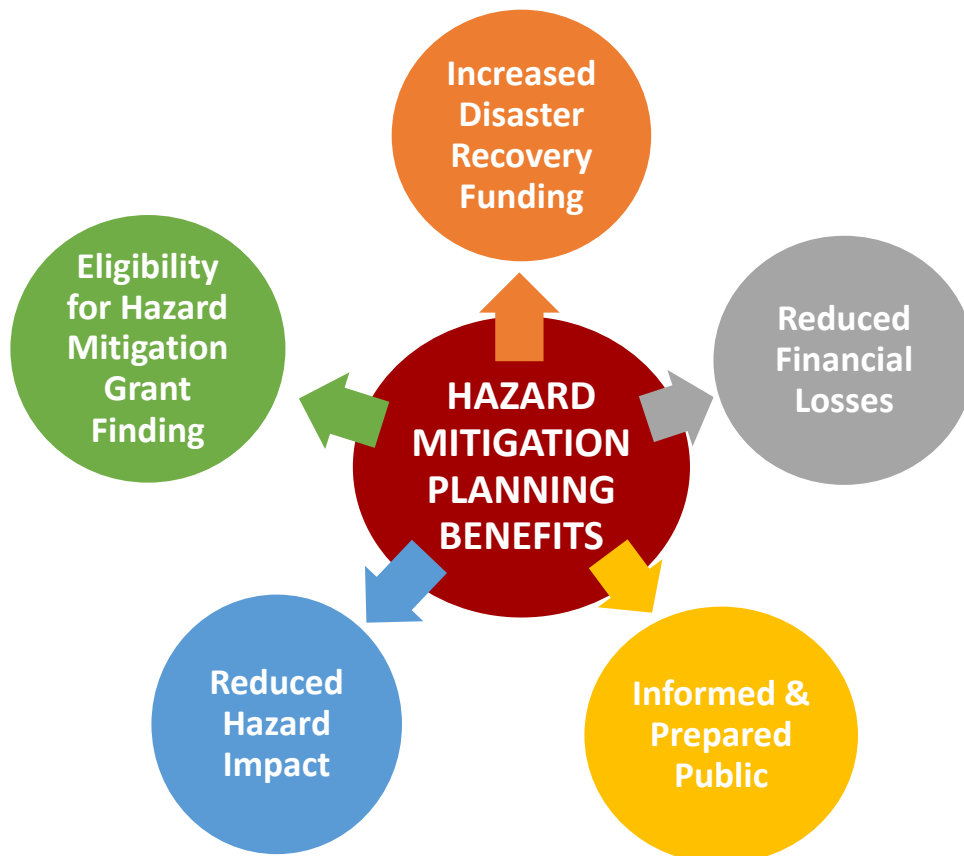 Increased
Disaster
Recovery
Funding
Eligibility
for Hazard
Mitigation
Grant
Finding
Reduced
Financial
Losses
HAZARD
MITIGATION
PLANNING
BENEFITS
Reduced
Hazard
Impact
Informed &
Prepared
Public